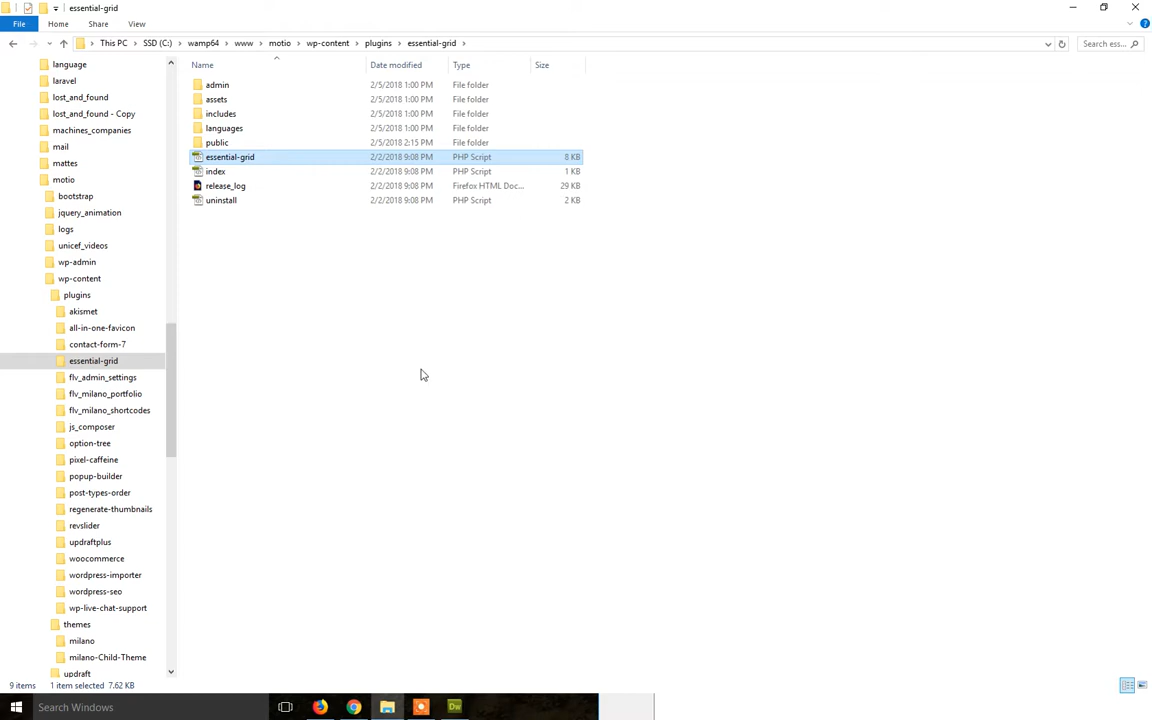 essential-grid
File Home Share View
This PC SSD (C:) wamp64 www motio wp-content plugins essential-grid Search ess...
Name Date modified Type Size
language
laravel
lost_and_found
lost_and_found - Copy
machines_companies
mail
mattes
motio
bootstrap
jquery_animation
logs
unicef_videos
wp-admin
wp-content
plugins
akismet
all-in-one-favicon
contact-form-7
essential-grid
flv_admin_settings
flv_milano_portfolio
flv_milano_shortcodes
js_composer
option-tree
pixel-caffeine
popup-builder
post-types-order
regenerate-thumbnails
revslider
updraftplus
woocommerce
wordpress-importer
wordpress-seo
wp-live-chat-support
themes
milano
milano-Child-Theme
updraft
admin 2/5/2018 1:00 PM File folder
assets 2/5/2018 1:00 PM File folder
includes 2/5/2018 1:00 PM File folder
languages 2/5/2018 1:00 PM File folder
public 2/5/2018 2:15 PM File folder
essential-grid 2/2/2018 9:08 PM PHP Script 8 KB
index 2/2/2018 9:08 PM PHP Script 1 KB
release_log 2/2/2018 9:08 PM Firefox HTML Doc... 29 KB
uninstall 2/2/2018 9:08 PM PHP Script 2 KB
9 items 1 item selected 7.62 KB
Search Windows Dw